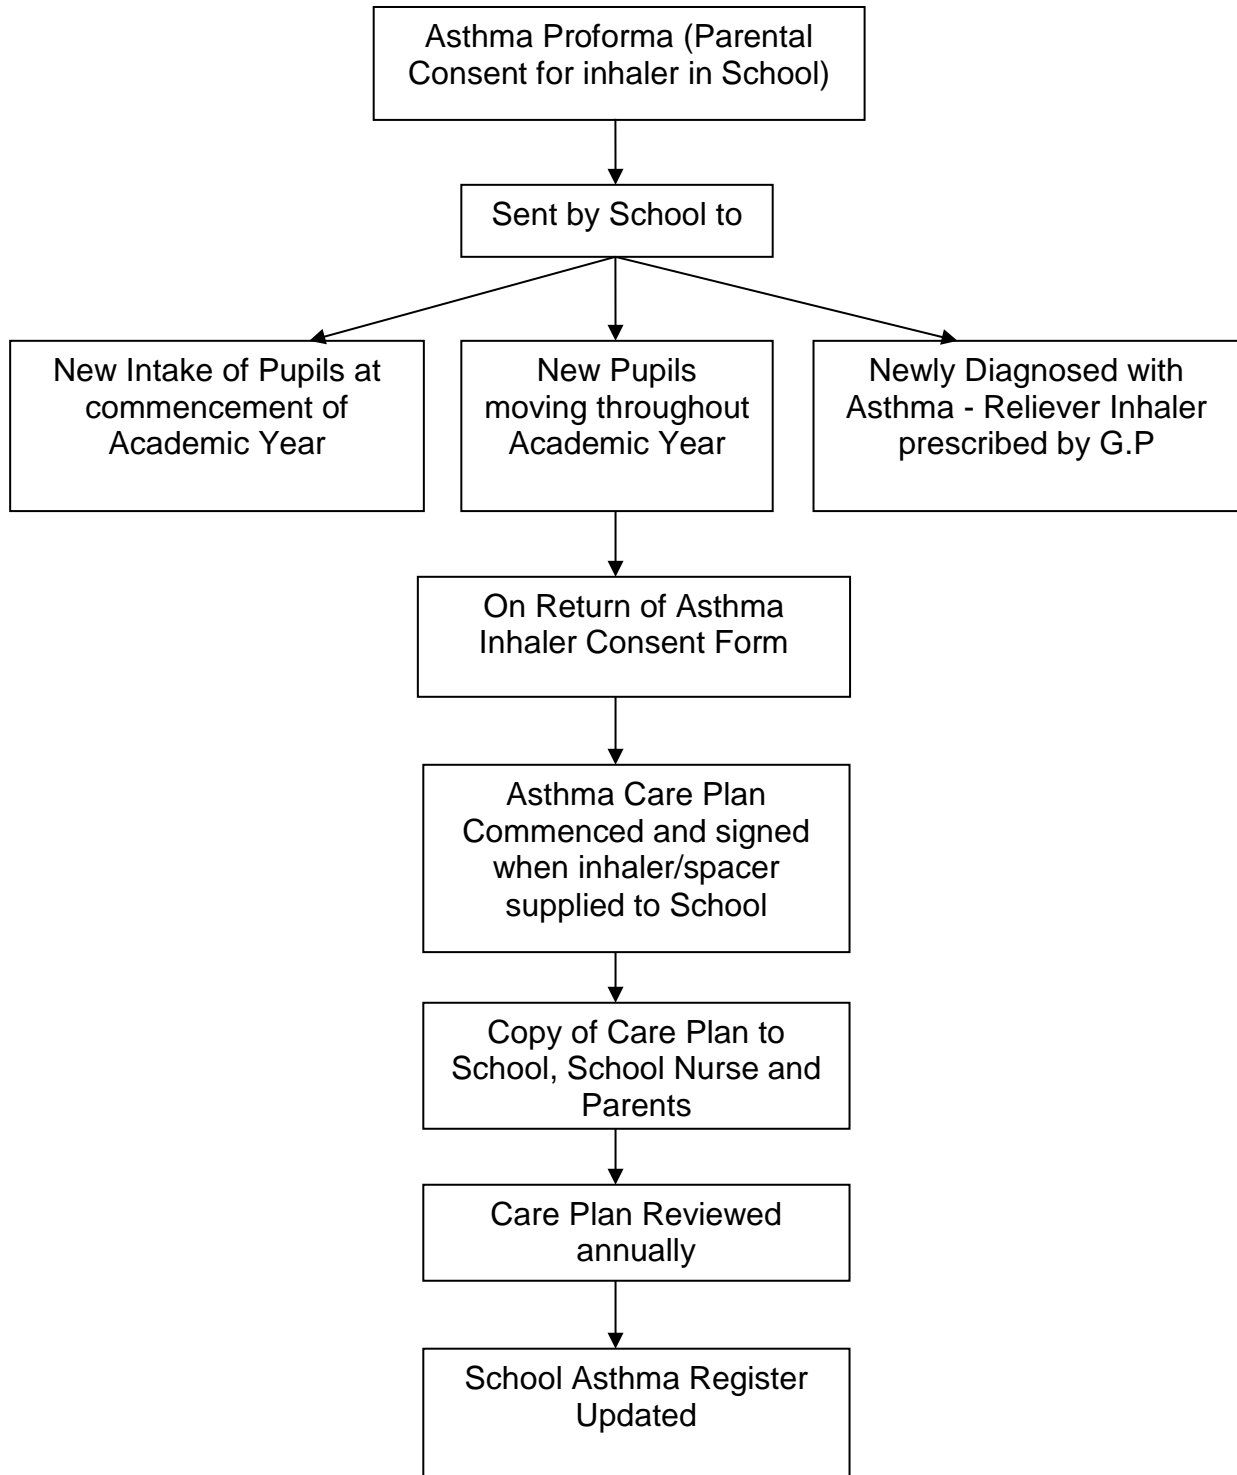 Asthma Proforma (Parental
Consent for inhaler in School)
Sent by School to
New Intake of Pupils at
commencement of
Academic Year
New Pupils
moving throughout
Academic Year
Newly Diagnosed with
Asthma - Reliever Inhaler
prescribed by G.P
On Return of Asthma
Inhaler Consent Form
Asthma Care Plan
Commenced and signed
when inhaler/spacer
supplied to School
Copy of Care Plan to
School, School Nurse and
Parents
Care Plan Reviewed
annually
School Asthma Register
Updated